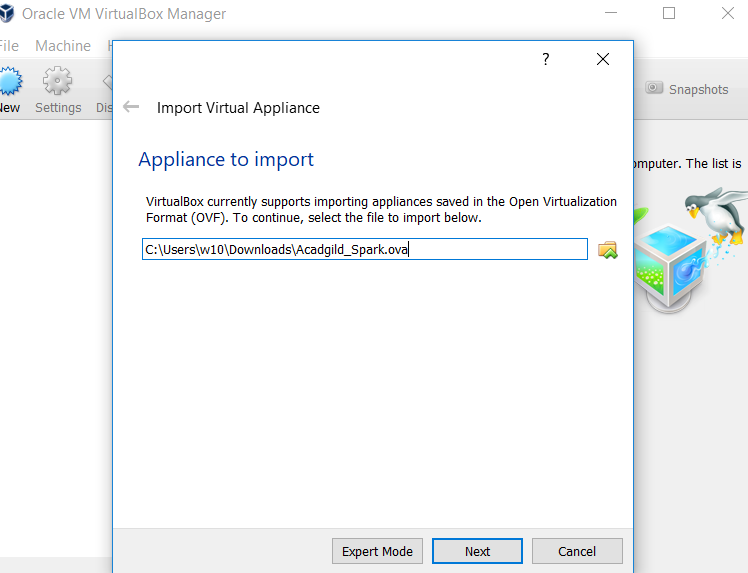 Oracle VM VirtualBox Manager
File Machine
New Settings Snapshots
?
Import Virtual Appliance
Appliance to import
omputer. The list is
VirtualBox currently supports importing appliances saved in the Open Virtualization
Format (OVF). To continue, select the file to import below.
C:\Users\w10\Downloads\Acadgild_Spark.ova
Expert Mode Next Cancel